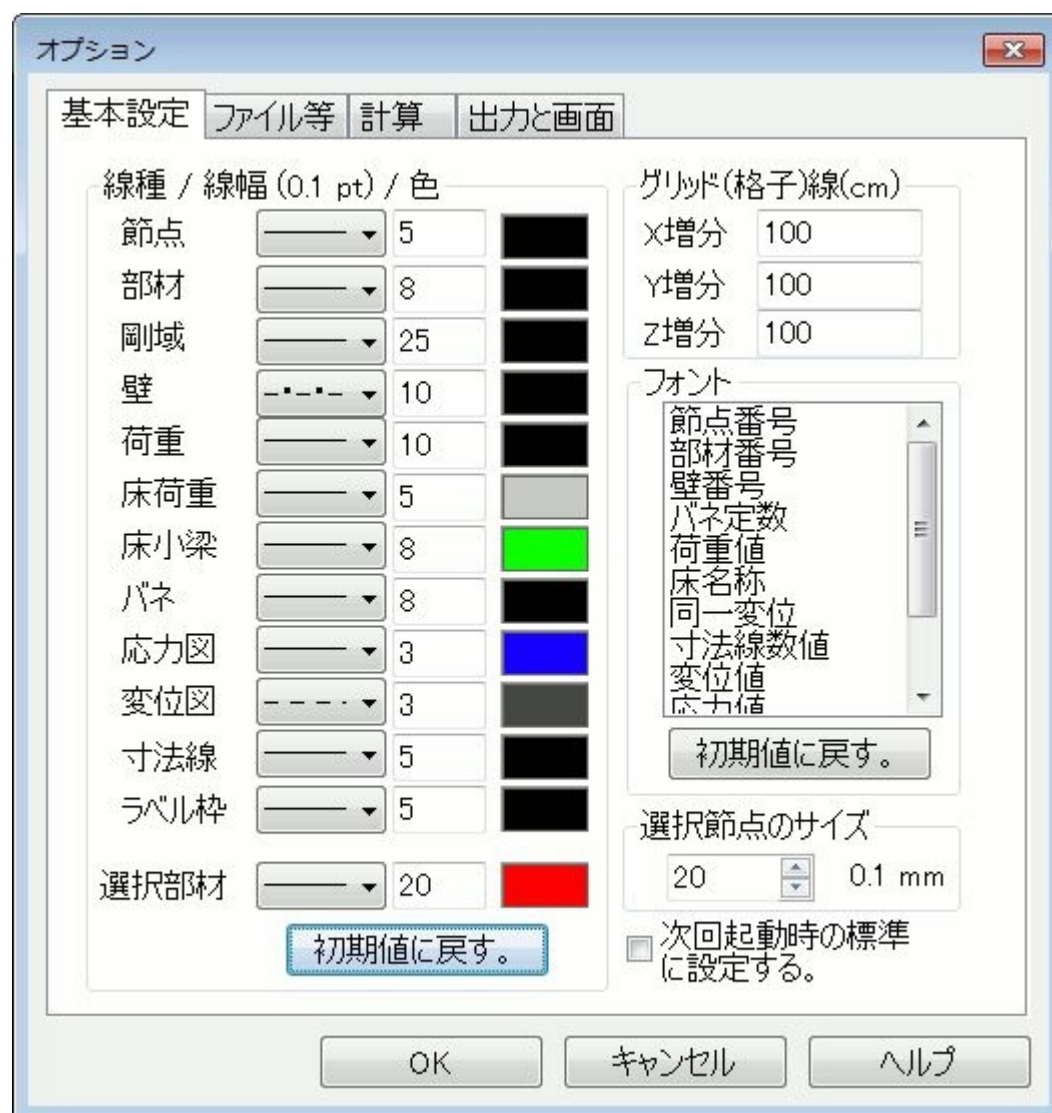 オプション
基本設定 ファイル等 計算 出力と画面
線種 / 線幅 (0.1 pt) / 色
節点 5
部材 8
剛域 25
壁 10
荷重 10
床荷重 5
床小梁 8
バネ 8
応力図 3
変位図 3
寸法線 5
ラベル枠 5
選択部材 20
初期値に戻す。
グリッド(格子)線(cm)
X増分 100
Y増分 100
Z増分 100
フォント
節点番号
部材番号
壁番号
バネ定数
荷重値
床名称
同一変位
寸法線数値
変位値
応力値
初期値に戻す。
選択節点のサイズ
20 0.1 mm
次回起動時の標準
に設定する。
OK キャンセル ヘルプ